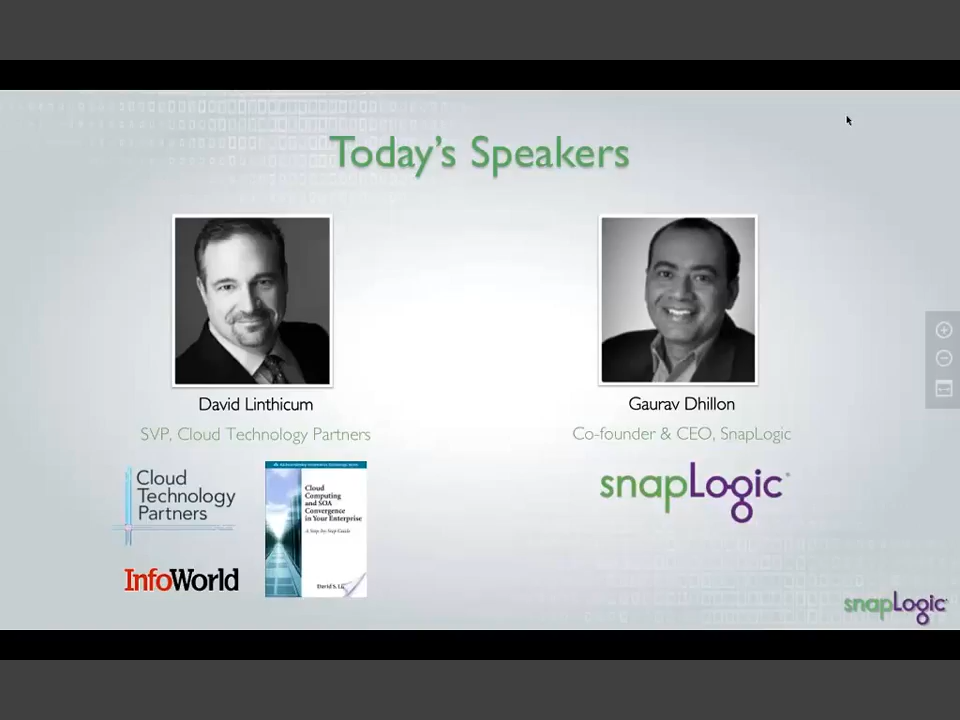 Today's Speakers
David Linthicum
SVP, Cloud Technology Partners
Cloud
Technology
Partners
InfoWorld
Cloud
Computing
and SOA
Convergence
in Your Enterprise
A Step-by-Step Guide
David S.
Gaurav Dhillon
Co-founder & CEO, SnapLogic
snapLogic
snapLogic